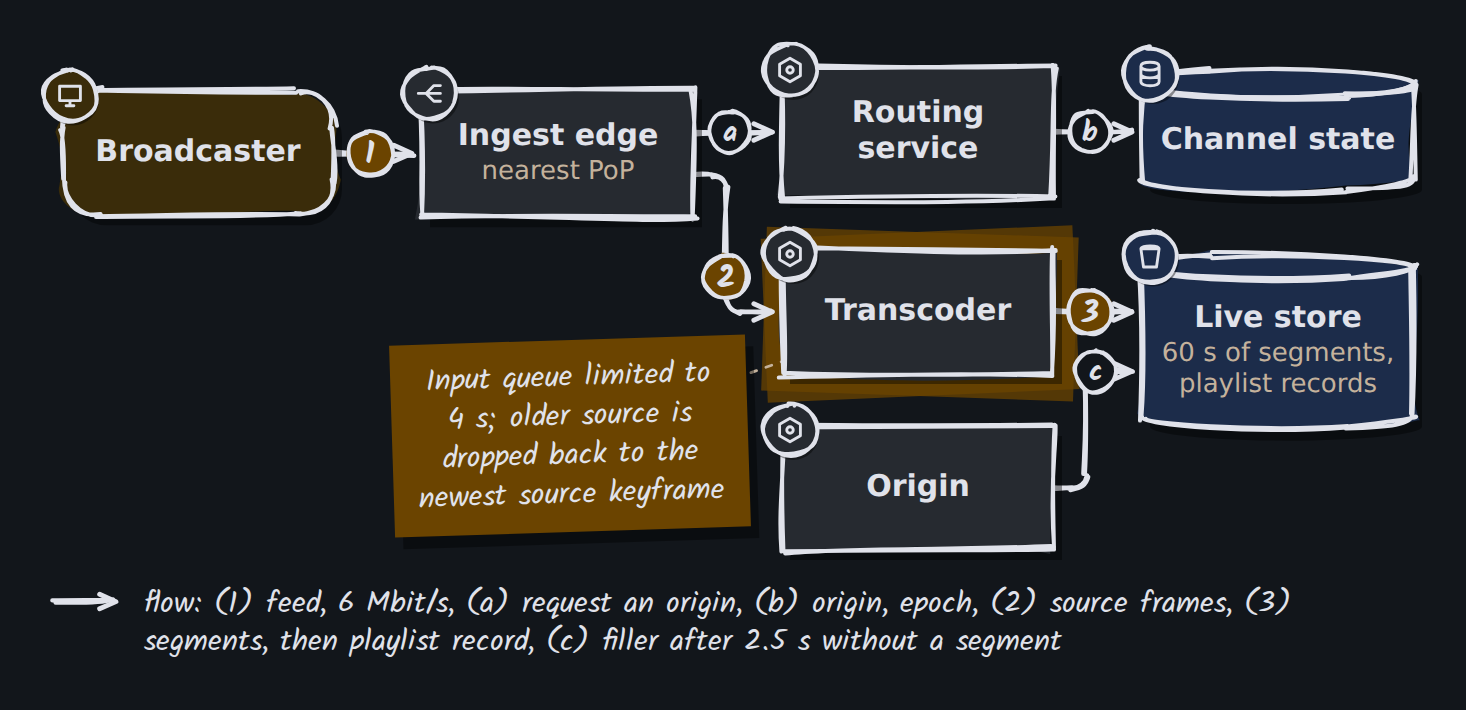 Broadcaster
1
Ingest edge
nearest PoP
a
Routing
service
b
Channel state
2
Transcoder
3
c
Live store
60 s of segments,
playlist records
Input queue limited to
4 s; older source is
dropped back to the
newest source keyframe
Origin
flow: (1) feed, 6 Mbit/s, (a) request an origin, (b) origin, epoch, (2) source frames, (3)
segments, then playlist record, (c) filler after 2.5 s without a segment